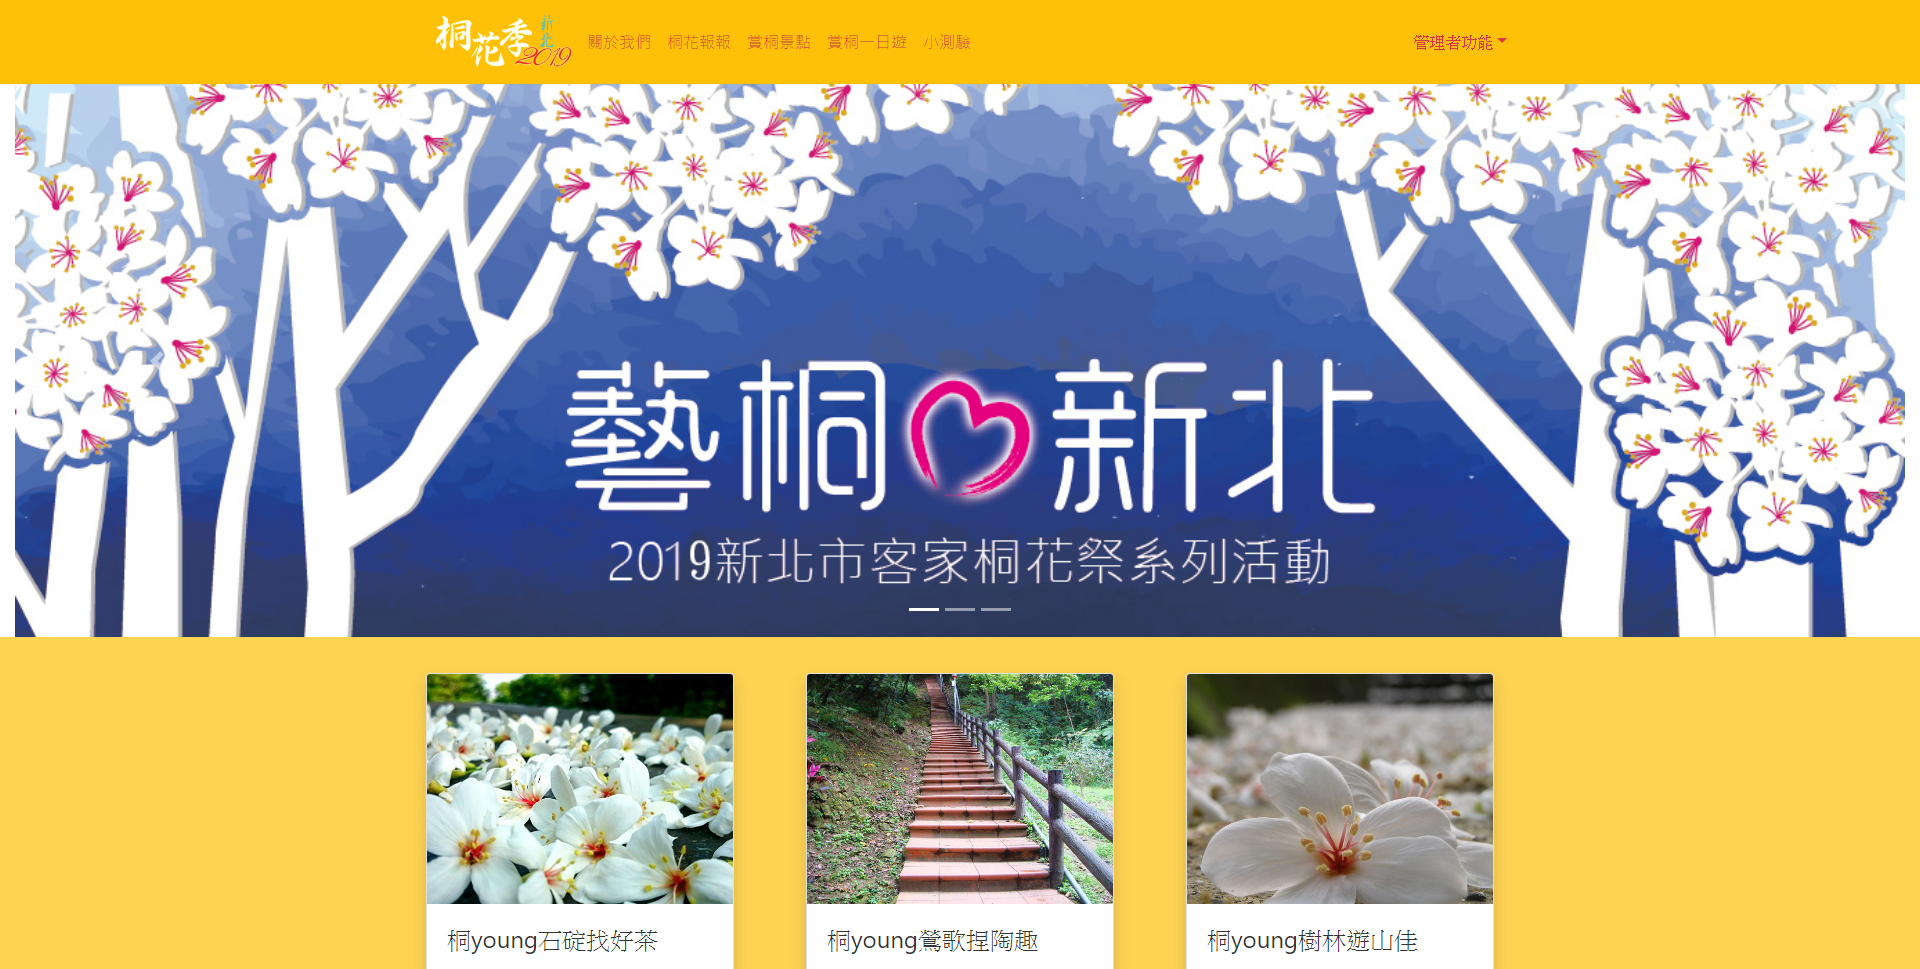 桐花季 新北 2019
關於我們 桐花報報 賞桐景點 賞桐一日遊 小測驗 管理者功能
藝桐新北
2019新北市客家桐花祭系列活動
桐young石碇找好茶 桐young鶯歌捏陶趣 桐young樹林遊山佳